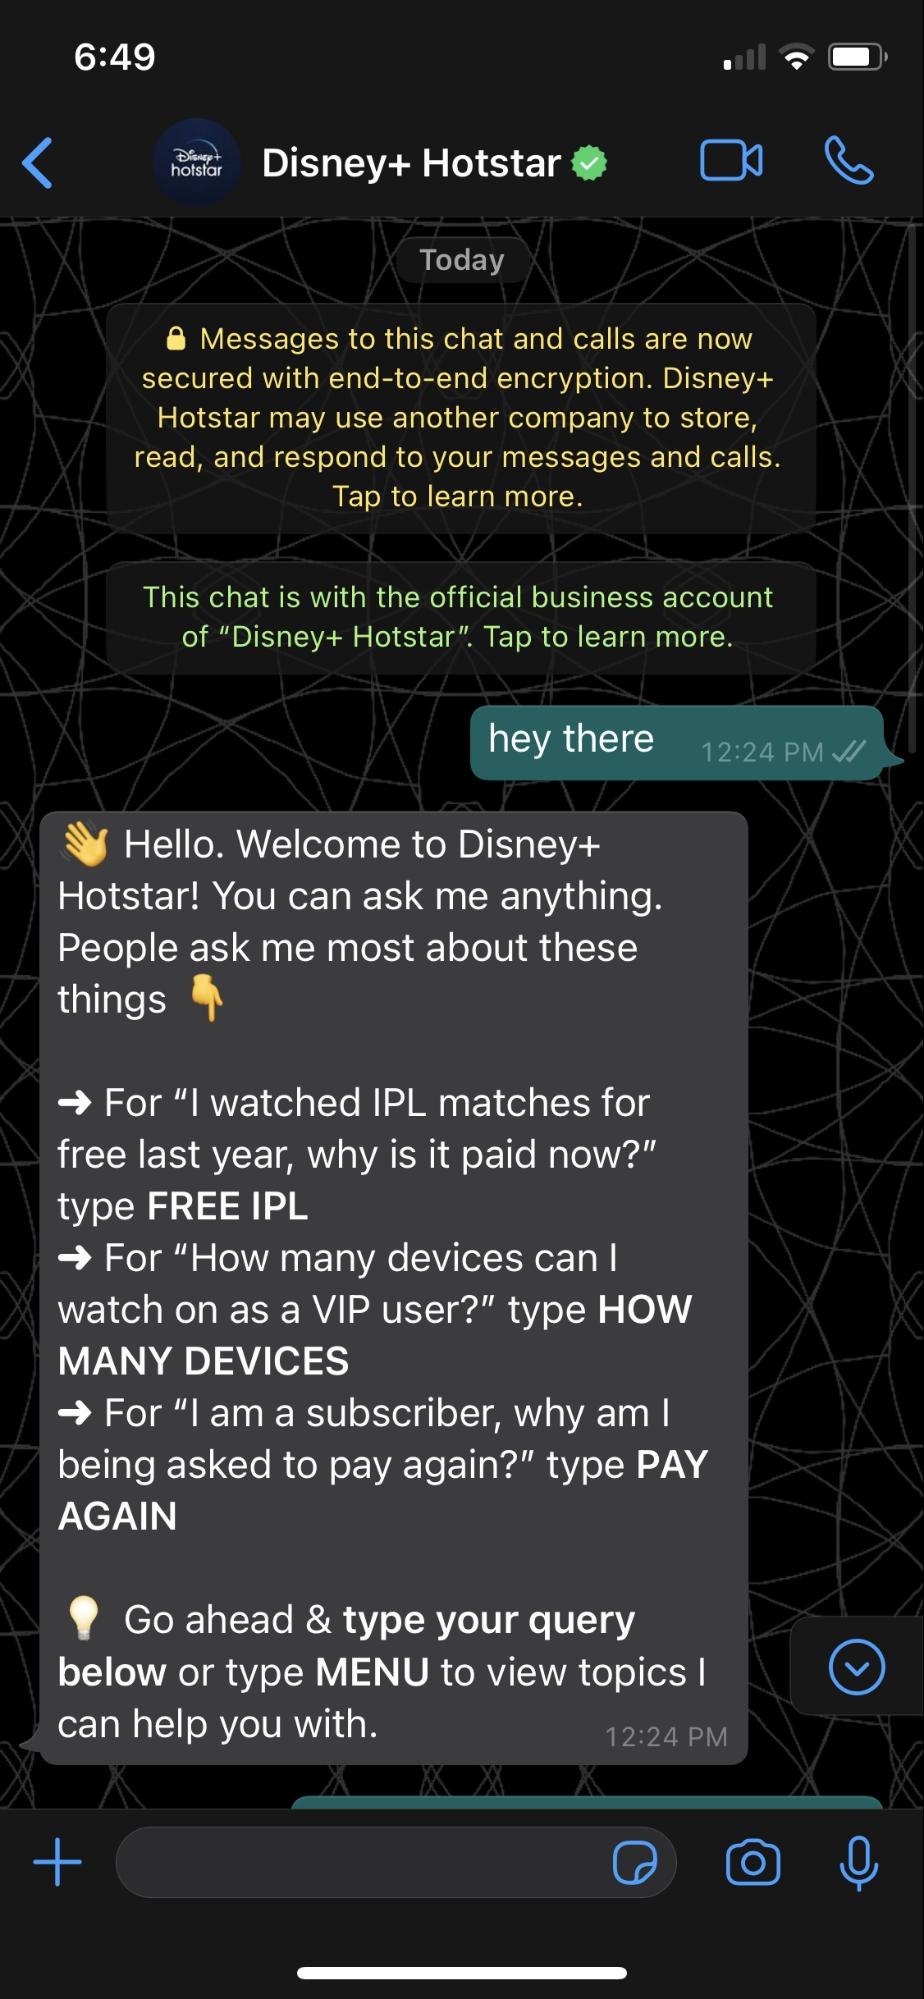 6:49
Disney+
hotstar
Disney+ Hotstar
Today
🔒 Messages to this chat and calls are now
secured with end-to-end encryption. Disney+
Hotstar may use another company to store,
read, and respond to your messages and calls.
Tap to learn more.
This chat is with the official business account
of “Disney+ Hotstar”. Tap to learn more.
hey there
12:24 PM
👋 Hello. Welcome to Disney+
Hotstar! You can ask me anything.
People ask me most about these
things 👇
➜ For “I watched IPL matches for
free last year, why is it paid now?”
type FREE IPL
➜ For “How many devices can I
watch on as a VIP user?” type HOW
MANY DEVICES
➜ For “I am a subscriber, why am I
being asked to pay again?” type PAY
AGAIN
💡 Go ahead & type your query
below or type MENU to view topics I
can help you with.
12:24 PM